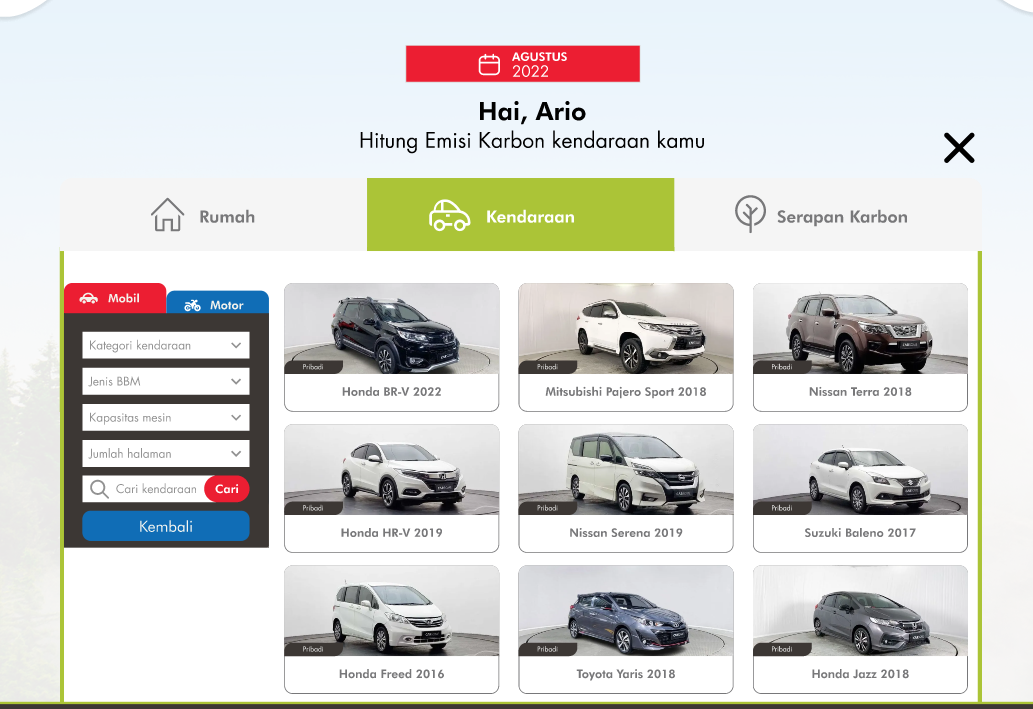 AGUSTUS
2022
Hai, Ario
Hitung Emisi Karbon kendaraan kamu
Rumah
Kendaraan
Serapan Karbon
Mobil
Motor
Kategori kendaraan
Jenis BBM
Kapasitas mesin
Jumlah halaman
Cari kendaraan
Cari
Kembali
Pribadi
Honda BR-V 2022
Pribadi
Mitsubishi Pajero Sport 2018
Pribadi
Nissan Terra 2018
Pribadi
Honda HR-V 2019
Pribadi
Nissan Serena 2019
Pribadi
Suzuki Baleno 2017
Pribadi
Honda Freed 2016
Pribadi
Toyota Yaris 2018
Pribadi
Honda Jazz 2018